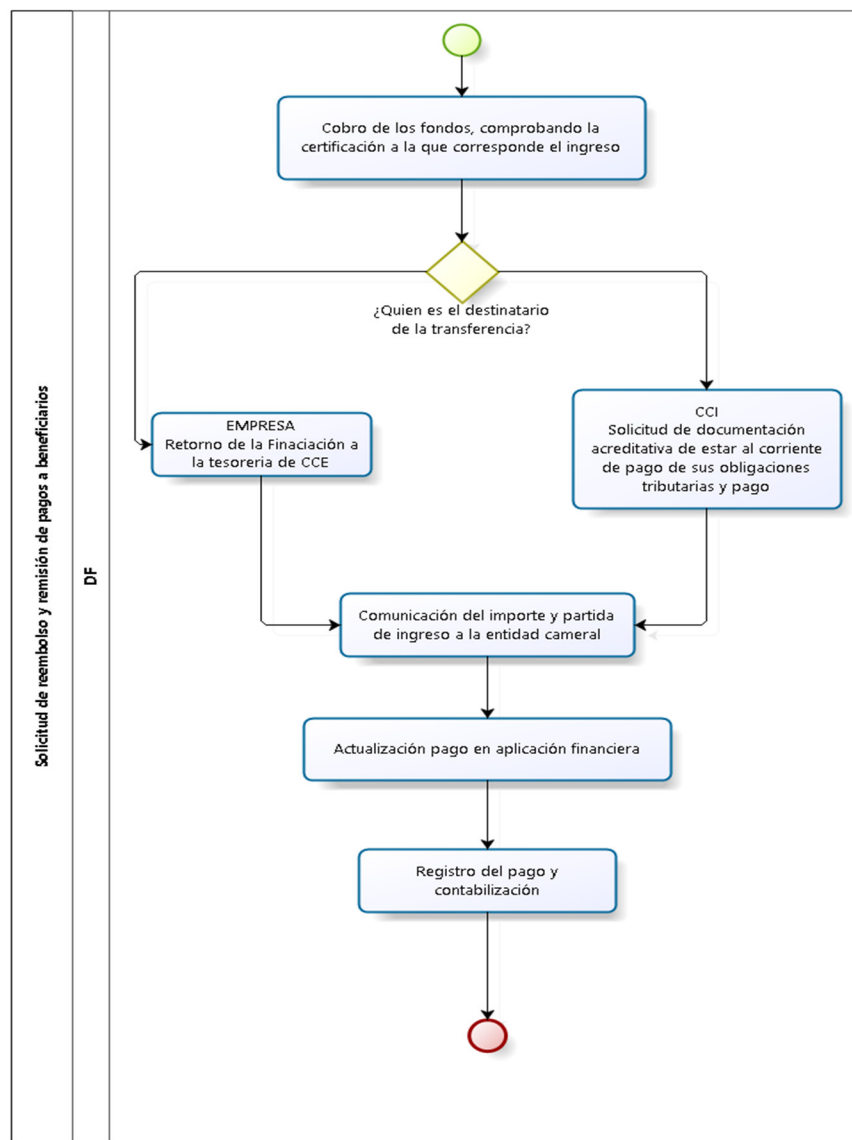 Solicitud de reembolso y remisión de pagos a beneficiarios
DF
Cobro de los fondos, comprobando la
certificación a la que corresponde el ingreso
¿Quien es el destinatario
de la transferencia?
EMPRESA
Retorno de la Finaciación a
la tesoreria de CCE
CCI
Solicitud de documentación
acreditativa de estar al corriente
de pago de sus obligaciones
tributarias y pago
Comunicación del importe y partida
de ingreso a la entidad cameral
Actualización pago en aplicación financiera
Registro del pago y
contabilización